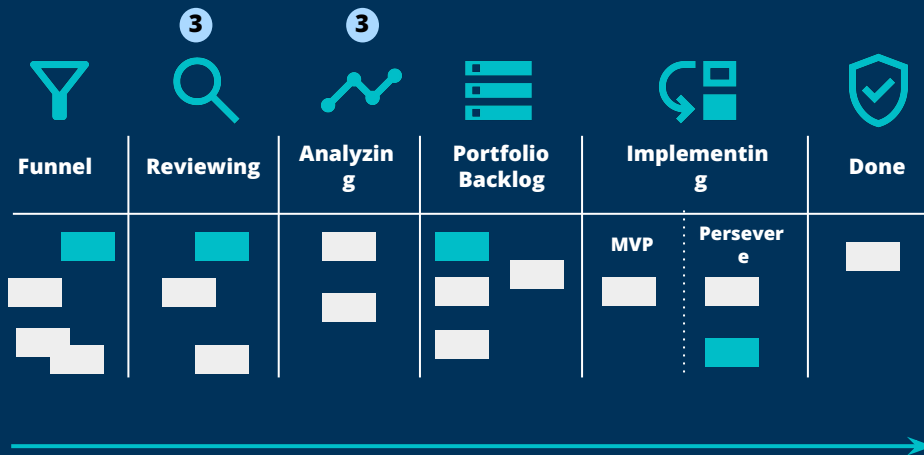 3
3
Funnel
Reviewing
Analyzin
g
Portfolio
Backlog
Implementin
g
Done
MVP
Persever
e